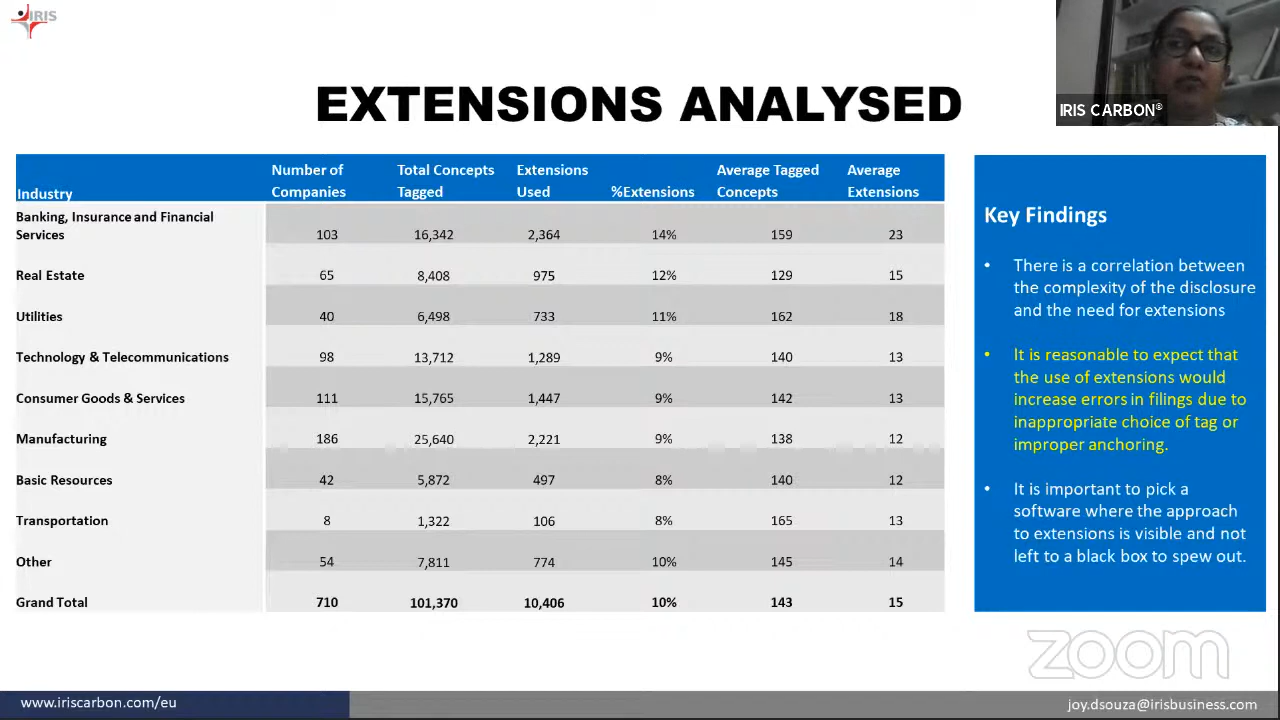 IRIS
IRIS CARBON®
EXTENSIONS ANALYSED
Industry Number of Companies Total Concepts Tagged Extensions Used %Extensions Average Tagged Concepts Average Extensions
Banking, Insurance and Financial Services 103 16,342 2,364 14% 159 23
Real Estate 65 8,408 975 12% 129 15
Utilities 40 6,498 733 11% 162 18
Technology & Telecommunications 98 13,712 1,289 9% 140 13
Consumer Goods & Services 111 15,765 1,447 9% 142 13
Manufacturing 186 25,640 2,221 9% 138 12
Basic Resources 42 5,872 497 8% 140 12
Transportation 8 1,322 106 8% 165 13
Other 54 7,811 774 10% 145 14
Grand Total 710 101,370 10,406 10% 143 15
Key Findings
• There is a correlation between
the complexity of the disclosure
and the need for extensions
• It is reasonable to expect that
the use of extensions would
increase errors in filings due to
inappropriate choice of tag or
improper anchoring.
• It is important to pick a
software where the approach
to extensions is visible and not
left to a black box to spew out.
zoom
www.iriscarbon.com/eu
joy.dsouza@irisbusiness.com